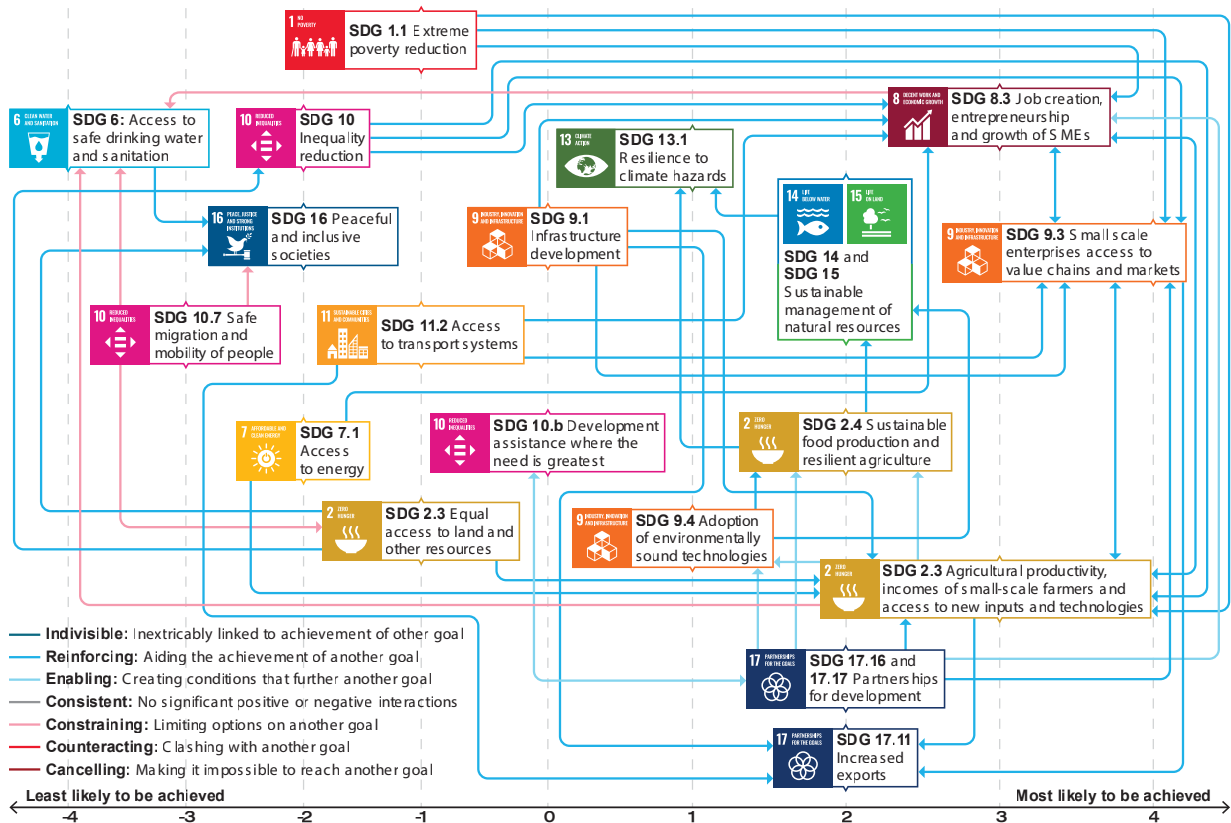 1 NO POVERTY
SDG 1.1 Extreme
poverty reduction
6 CLEAN WATER AND SANITATION
SDG 6: Access to
safe drinking water
and sanitation
10 REDUCED INEQUALITIES
SDG 10
Inequality
reduction
8 DECENT WORK AND ECONOMIC GROWTH
SDG 8.3 Job creation,
entrepreneurship
and growth of SMEs
13 CLIMATE ACTION
SDG 13.1
Resilience to
climate hazards
14 LIFE BELOW WATER
15 LIFE ON LAND
SDG 14 and
SDG 15
Sustainable
management of
natural resources
16 PEACE, JUSTICE AND STRONG INSTITUTIONS
SDG 16 Peaceful
and inclusive
societies
9 INDUSTRY, INNOVATION AND INFRASTRUCTURE
SDG 9.1
Infrastructure
development
9 INDUSTRY, INNOVATION AND INFRASTRUCTURE
SDG 9.3 Small scale
enterprises access to
value chains and markets
10 REDUCED INEQUALITIES
SDG 10.7 Safe
migration and
mobility of people
11 SUSTAINABLE CITIES AND COMMUNITIES
SDG 11.2 Access
to transport systems
7 AFFORDABLE AND CLEAN ENERGY
SDG 7.1
Access
to energy
10 REDUCED INEQUALITIES
SDG 10.b Development
assistance where the
need is greatest
2 ZERO HUNGER
SDG 2.4 Sustainable
food production and
resilient agriculture
2 ZERO HUNGER
SDG 2.3 Equal
access to land and
other resources
9 INDUSTRY, INNOVATION AND INFRASTRUCTURE
SDG 9.4 Adoption
of environmentally
sound technologies
2 ZERO HUNGER
SDG 2.3 Agricultural productivity,
incomes of small-scale farmers and
access to new inputs and technologies
17 PARTNERSHIPS FOR THE GOALS
SDG 17.16 and
17.17 Partnerships
for development
17 PARTNERSHIPS FOR THE GOALS
SDG 17.11
Increased
exports
Indivisible: Inextricably linked to achievement of other goal
Reinforcing: Aiding the achievement of another goal
Enabling: Creating conditions that further another goal
Consistent: No significant positive or negative interactions
Constraining: Limiting options on another goal
Counteracting: Clashing with another goal
Cancelling: Making it impossible to reach another goal
Least likely to be achieved
Most likely to be achieved
-4 -3 -2 -1 0 1 2 3 4